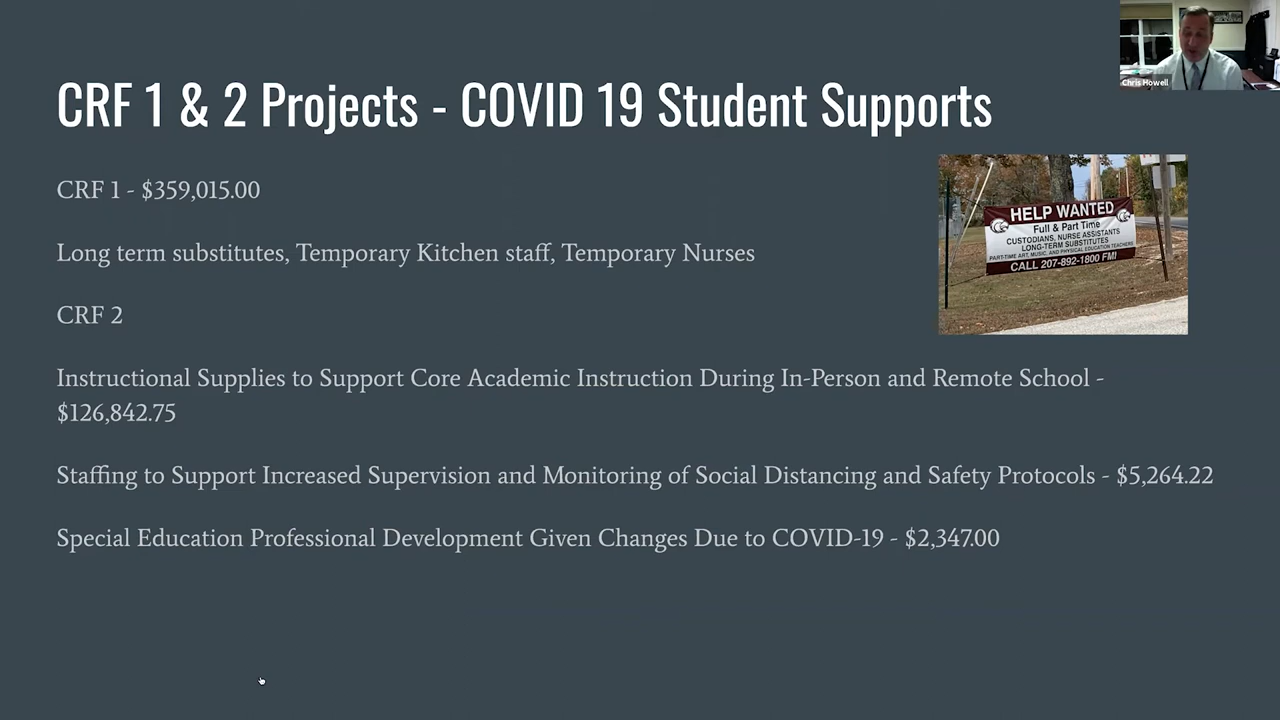 Chris Howell
CRF 1 & 2 Projects - COVID 19 Student Supports
CRF 1 - $359,015.00
Long term substitutes, Temporary Kitchen staff, Temporary Nurses
CRF 2
Instructional Supplies to Support Core Academic Instruction During In-Person and Remote School -
$126,842.75
Staffing to Support Increased Supervision and Monitoring of Social Distancing and Safety Protocols - $5,264.22
Special Education Professional Development Given Changes Due to COVID-19 - $2,347.00
HELP WANTED
Full & Part Time
CUSTODIANS, NURSE ASSISTANTS
LONG-TERM SUBSTITUTES
PART-TIME ART, MUSIC, AND PHYSICAL EDUCATION TEACHERS
CALL 207-892-1800 FMI